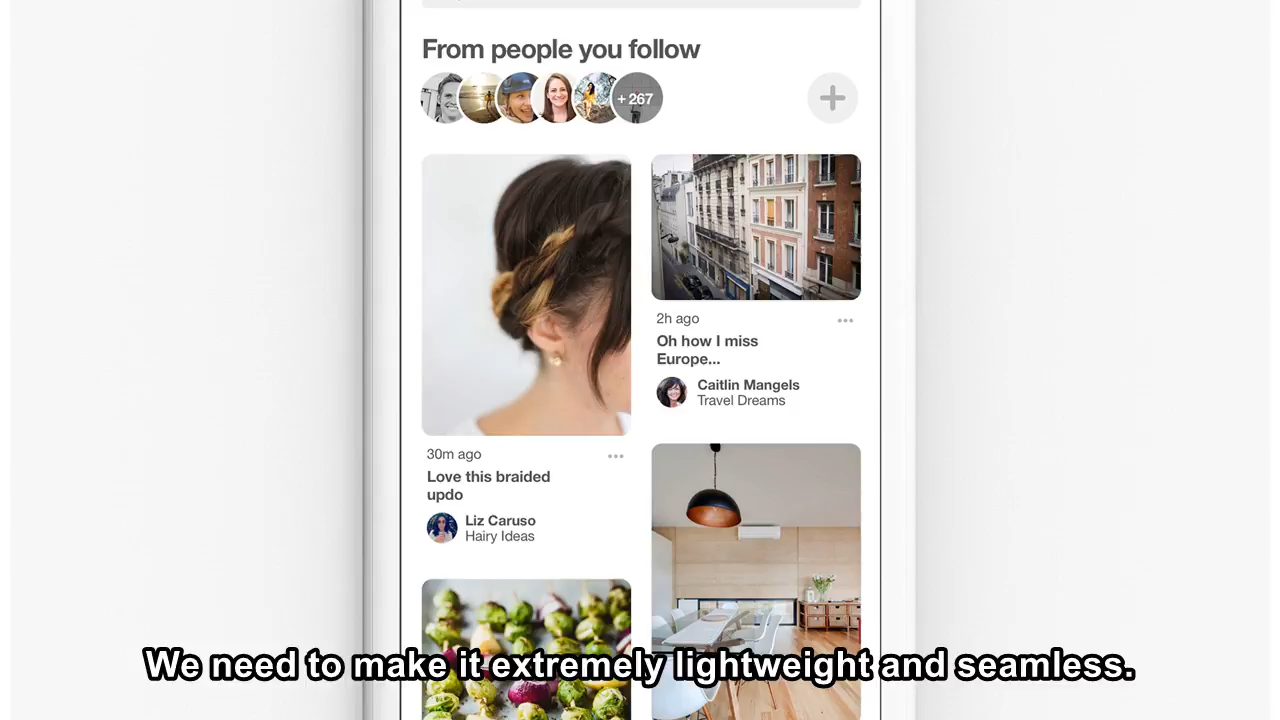 From people you follow
+267
2h ago
Oh how I miss
Europe...
Caitlin Mangels
Travel Dreams
30m ago
Love this braided
updo
Liz Caruso
Hairy Ideas
We need to make it extremely lightweight and seamless.